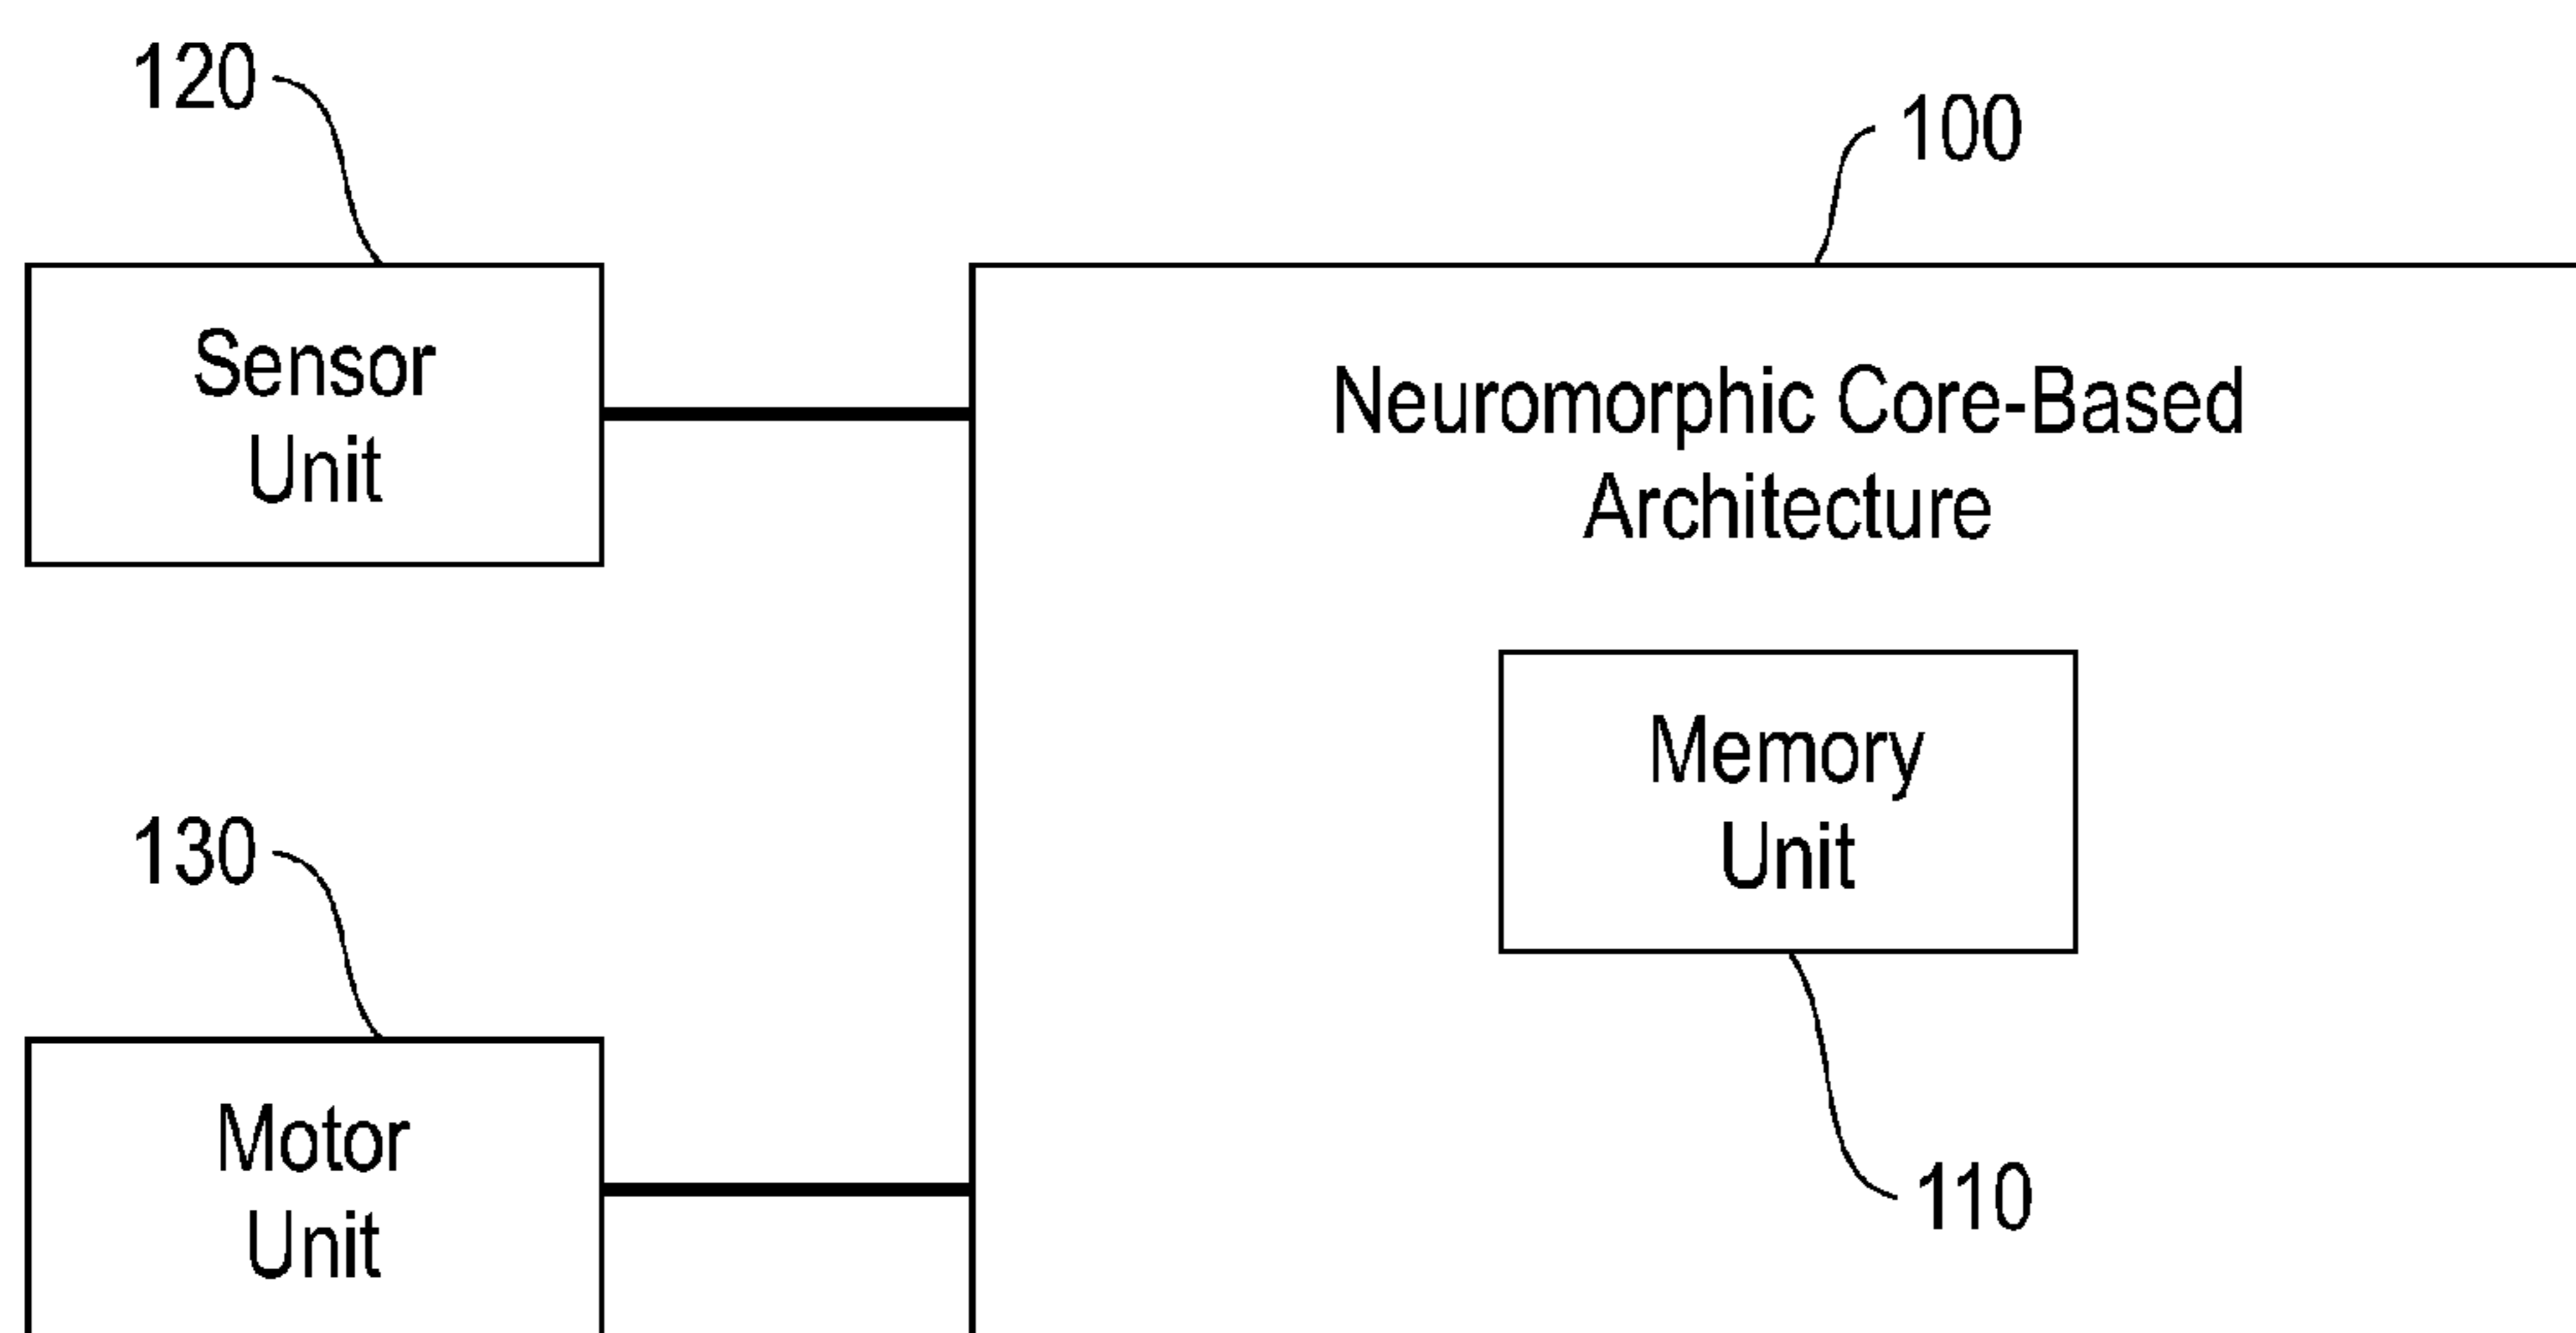 120
100
Sensor
Unit
Neuromorphic Core-Based
Architecture
Memory
Unit
130
Motor
Unit
110